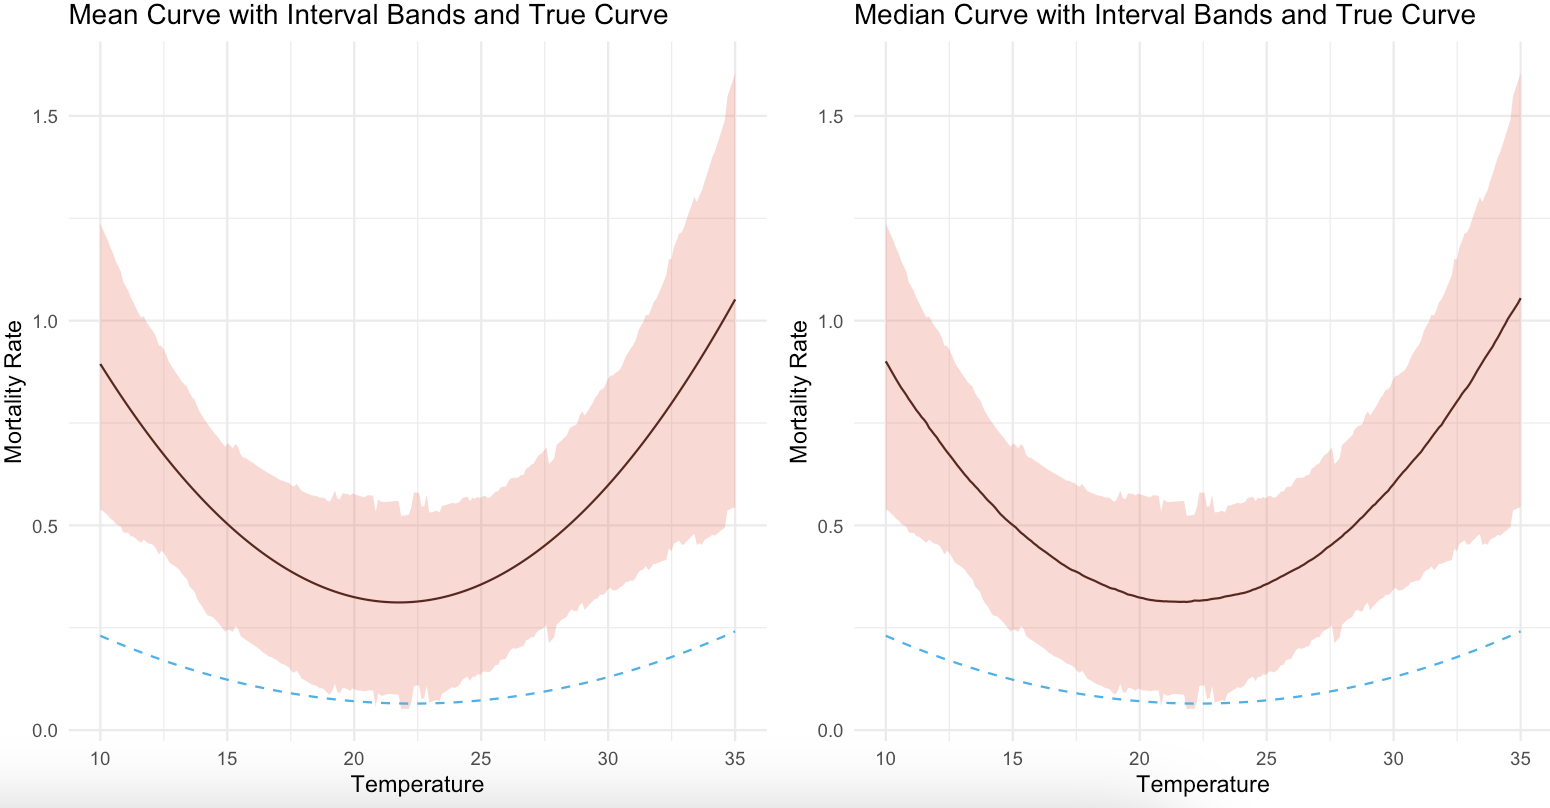 Mean Curve with Interval Bands and True Curve
Mortality Rate
1.5
1.0
0.5
0.0
10 15 20 25 30 35
Temperature
Median Curve with Interval Bands and True Curve
Mortality Rate
1.5
1.0
0.5
0.0
10 15 20 25 30 35
Temperature